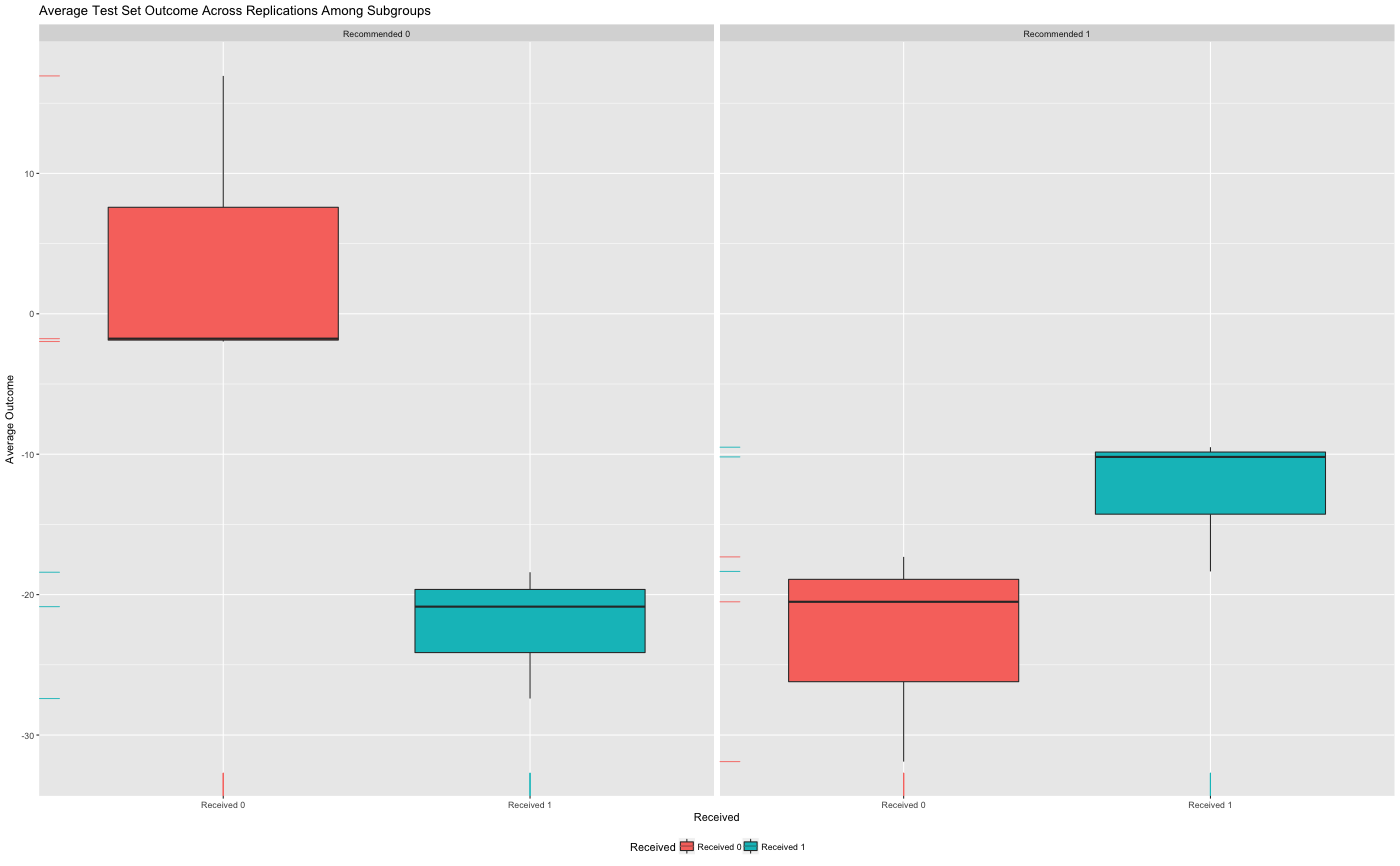 Average Test Set Outcome Across Replications Among Subgroups
Recommended 0
Recommended 1
10
0
-10
-20
-30
Average Outcome
Received 0
Received 1
Received 0
Received 1
Received
Received Received 0 Received 1